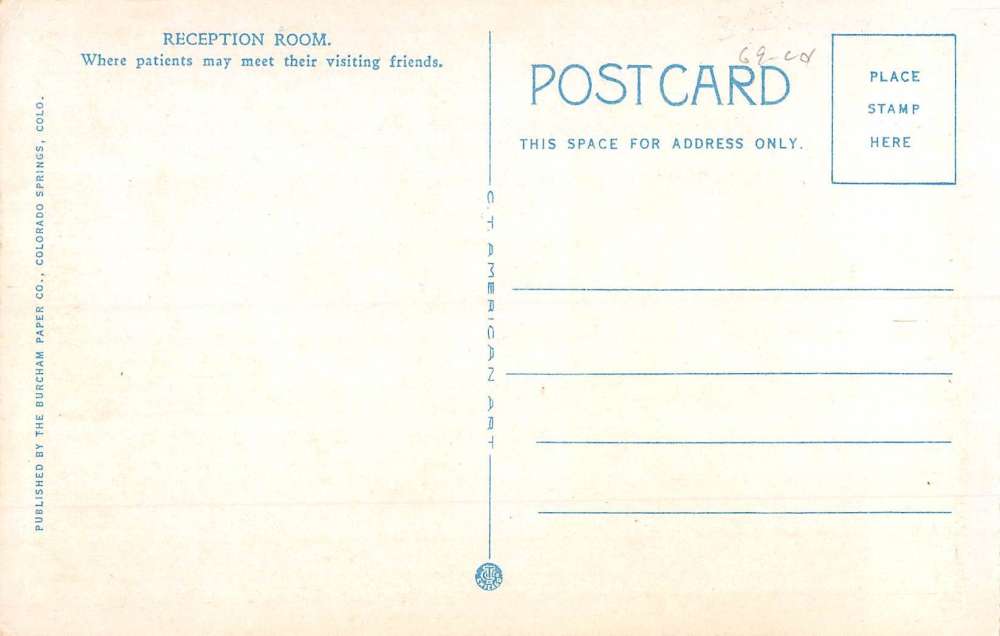 RECEPTION ROOM.
Where patients may meet their visiting friends.
PUBLISHED BY THE BURCHAM PAPER CO., COLORADO SPRINGS, COLO.
C.T. AMERICAN ART
POSTCARD
THIS SPACE FOR ADDRESS ONLY.
PLACE
STAMP
HERE